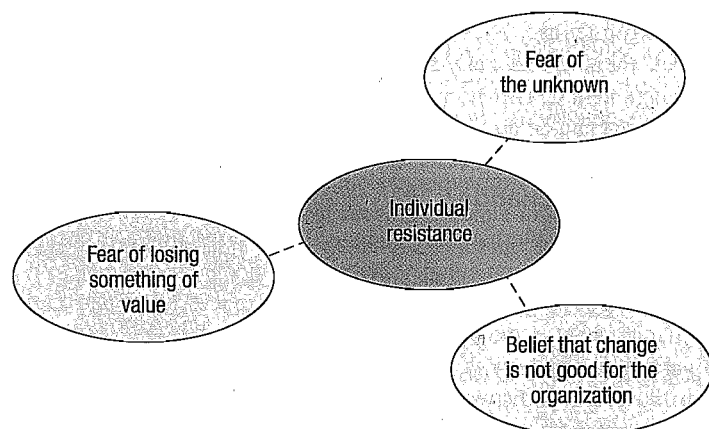 Fear of
the unknown
Individual
resistance
Fear of losing
something of
value
Belief that change
is not good for the
organization